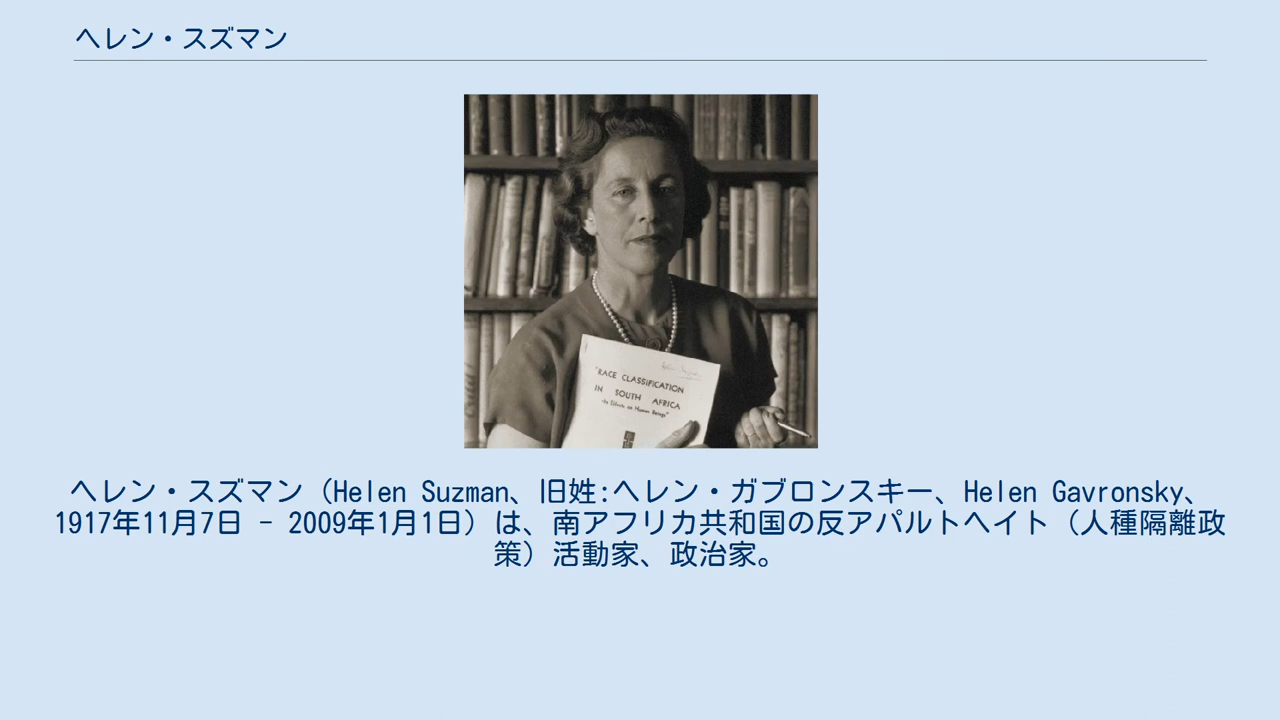 ヘレン・スズマン
"RACE CLASSIFICATION
IN SOUTH AFRICA
ヘレン・スズマン（Helen Suzman、旧姓:ヘレン・ガブロンスキー、Helen Gavronsky、
1917年11月7日 - 2009年1月1日）は、南アフリカ共和国の反アパルトヘイト（人種隔離政
策）活動家、政治家。